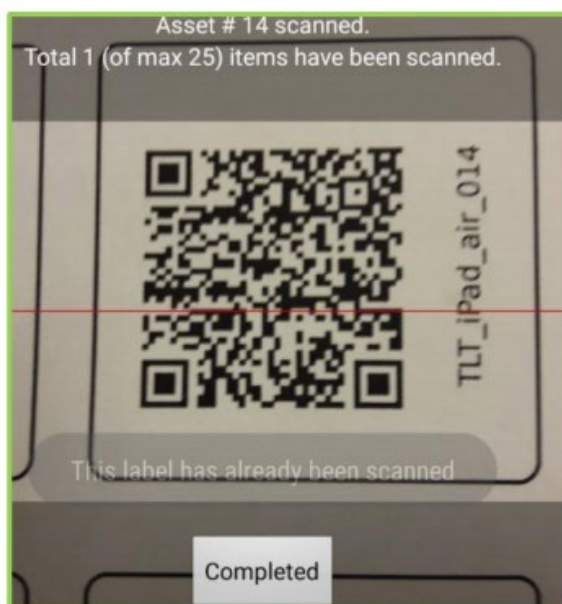 Asset # 14 scanned.
Total 1 (of max 25) items have been scanned.
TLT_iPad_air_014
This label has already been scanned
Completed